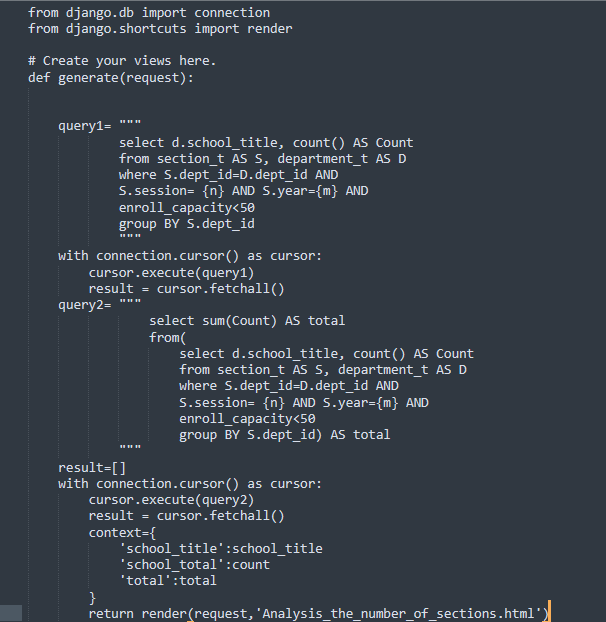 from django.db import connection
from django.shortcuts import render
# Create your views here.
def generate(request):
query1= """
select d.school_title, count() AS Count
from section_t AS S, department_t AS D
where S.dept_id=D.dept_id AND
S.session= {n} AND S.year={m} AND
enroll_capacity<50
group BY S.dept_id
"""
with connection.cursor() as cursor:
cursor.execute(query1)
result = cursor.fetchall()
query2= """
select sum(Count) AS total
from(
select d.school_title, count() AS Count
from section_t AS S, department_t AS D
where S.dept_id=D.dept_id AND
S.session= {n} AND S.year={m} AND
enroll_capacity<50
group BY S.dept_id) AS total
"""
result=[]
with connection.cursor() as cursor:
cursor.execute(query2)
result = cursor.fetchall()
context={
'school_title':school_title
'school_total':count
'total':total
}
return render(request,'Analysis_the_number_of_sections.html')